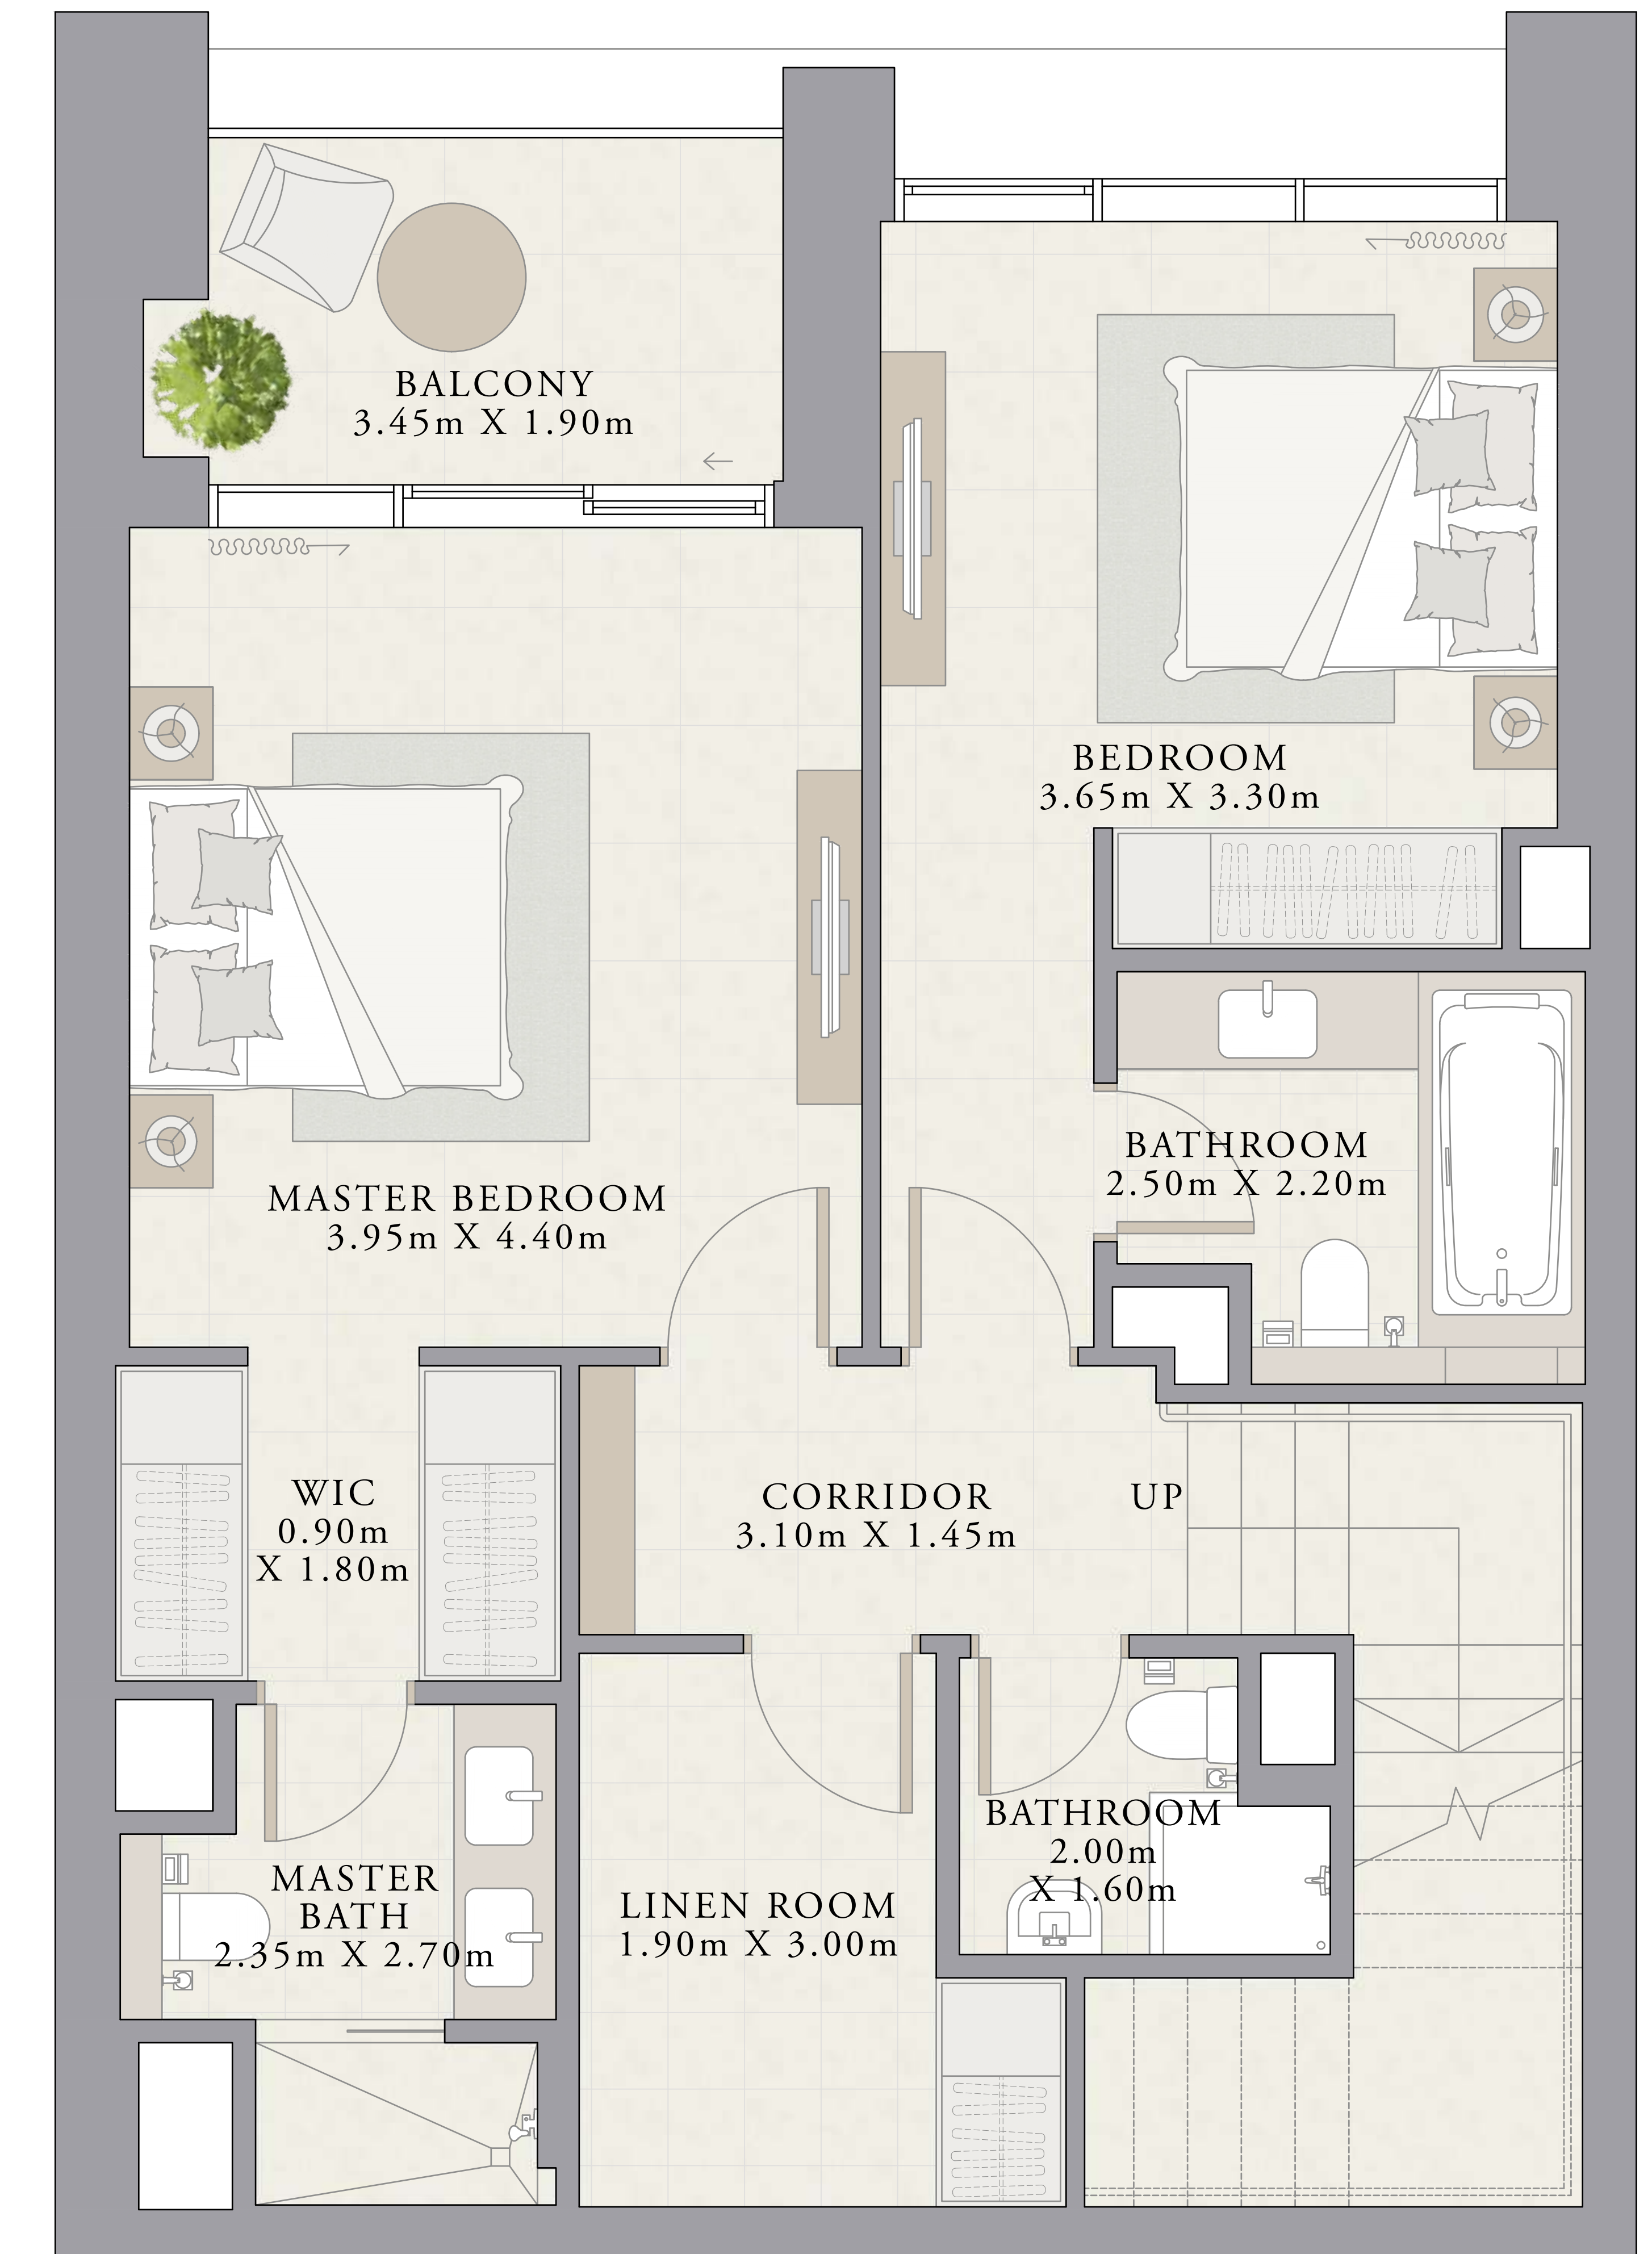 BALCONY
3.45m X 1.90m
BEDROOM
3.65m X 3.30m
BATHROOM
2.50m X 2.20m
MASTER BEDROOM
3.95m X 4.40m
WIC
0.90m
X 1.80m
CORRIDOR
3.10m X 1.45m
UP
MASTER
BATH
2.35m X 2.70m
LINEN ROOM
1.90m X 3.00m
BATHROOM
2.00m
X 1.60m